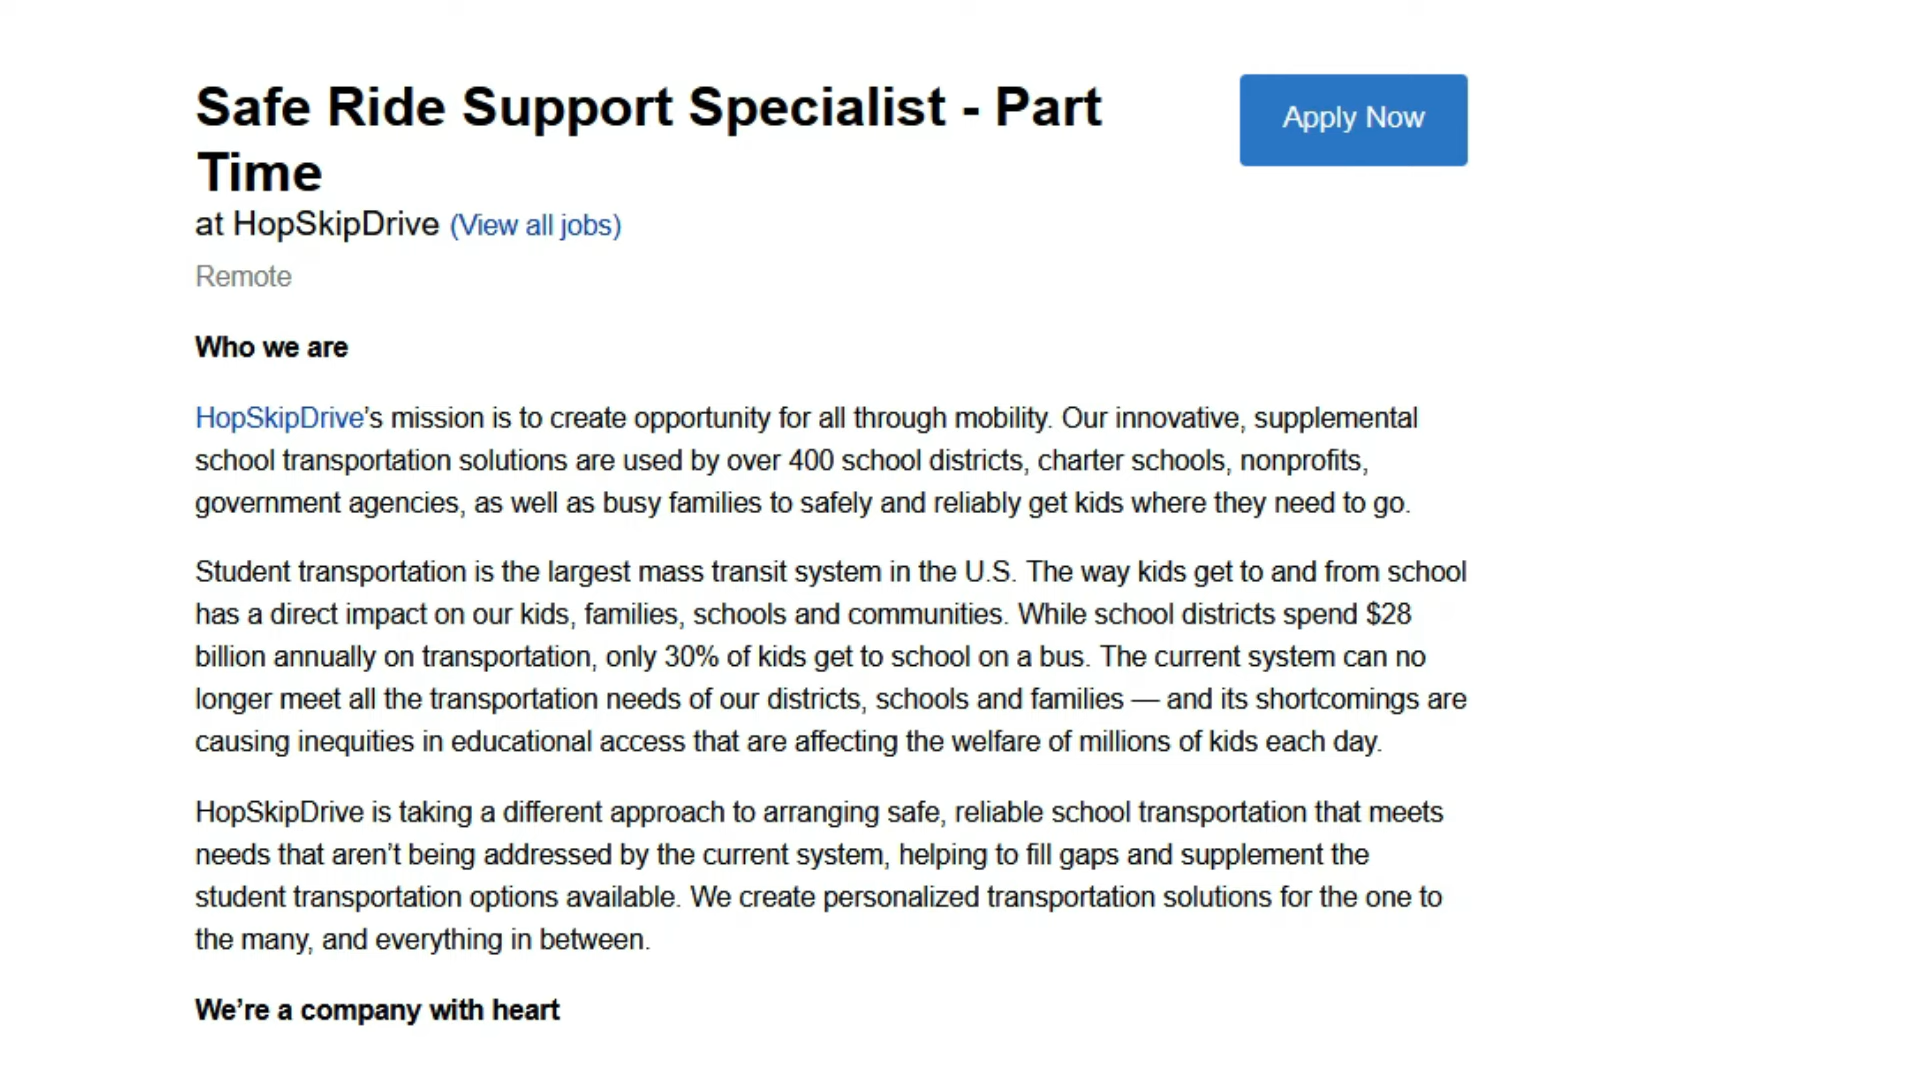 Safe Ride Support Specialist - Part
Time
Apply Now
at HopSkipDrive (View all jobs)
Remote
Who we are
HopSkipDrive’s mission is to create opportunity for all through mobility. Our innovative, supplemental
school transportation solutions are used by over 400 school districts, charter schools, nonprofits,
government agencies, as well as busy families to safely and reliably get kids where they need to go.
Student transportation is the largest mass transit system in the U.S. The way kids get to and from school
has a direct impact on our kids, families, schools and communities. While school districts spend $28
billion annually on transportation, only 30% of kids get to school on a bus. The current system can no
longer meet all the transportation needs of our districts, schools and families — and its shortcomings are
causing inequities in educational access that are affecting the welfare of millions of kids each day.
HopSkipDrive is taking a different approach to arranging safe, reliable school transportation that meets
needs that aren’t being addressed by the current system, helping to fill gaps and supplement the
student transportation options available. We create personalized transportation solutions for the one to
the many, and everything in between.
We’re a company with heart